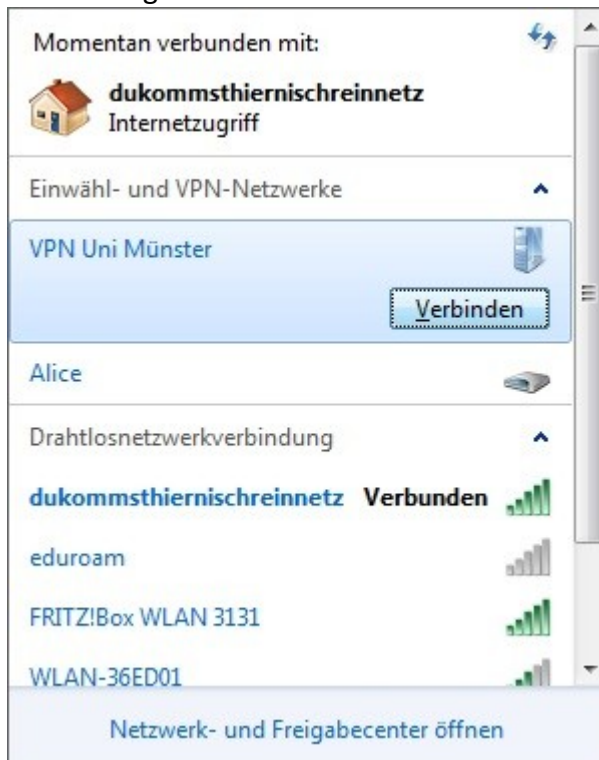 Momentan verbunden mit:
dukommsthiernischreinnetz
Internetzugriff
Einwähl- und VPN-Netzwerke
VPN Uni Münster
Verbinden
Alice
Drahtlosnetzwerkverbindung
dukommsthiernischreinnetz Verbunden
eduroam
FRITZ!Box WLAN 3131
WLAN-36ED01
Netzwerk- und Freigabecenter öffnen